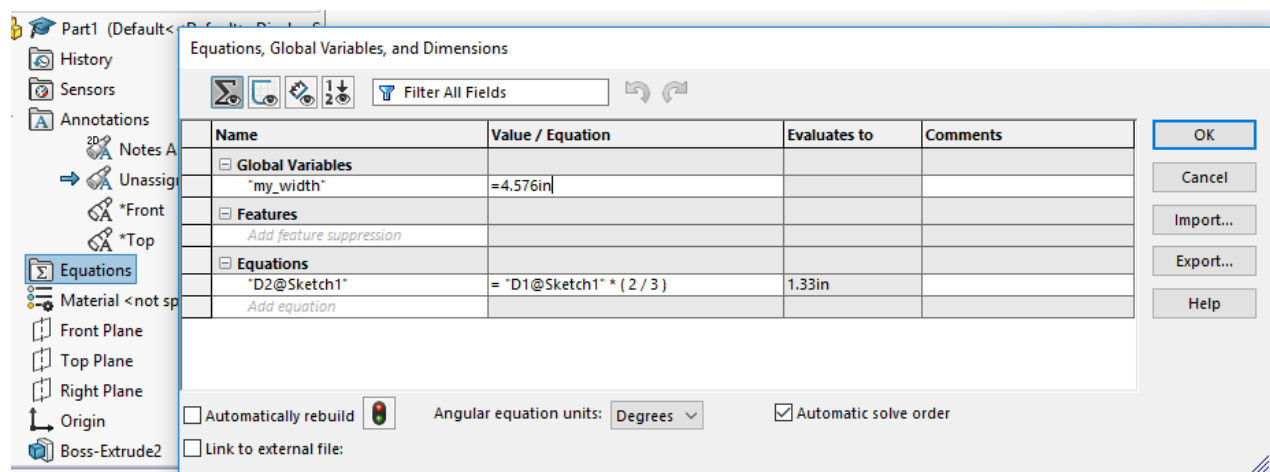 Part1 (Default<<Default>_Display S
Equations, Global Variables, and Dimensions
History
Sensors
Filter All Fields
Annotations
Name Value / Equation Evaluates to Comments OK
Notes A
Global Variables
Unassig "my_width" =4.576in Cancel
*Front
Features Import...
Add feature suppression
*Top
Equations Equations Export...
"D2@Sketch1" = "D1@Sketch1" * ( 2 / 3 ) 1.33in
Material <not sp Add equation Help
Front Plane
Top Plane
Right Plane
Origin Automatically rebuild Angular equation units: Degrees Automatic solve order
Boss-Extrude2 Link to external file: